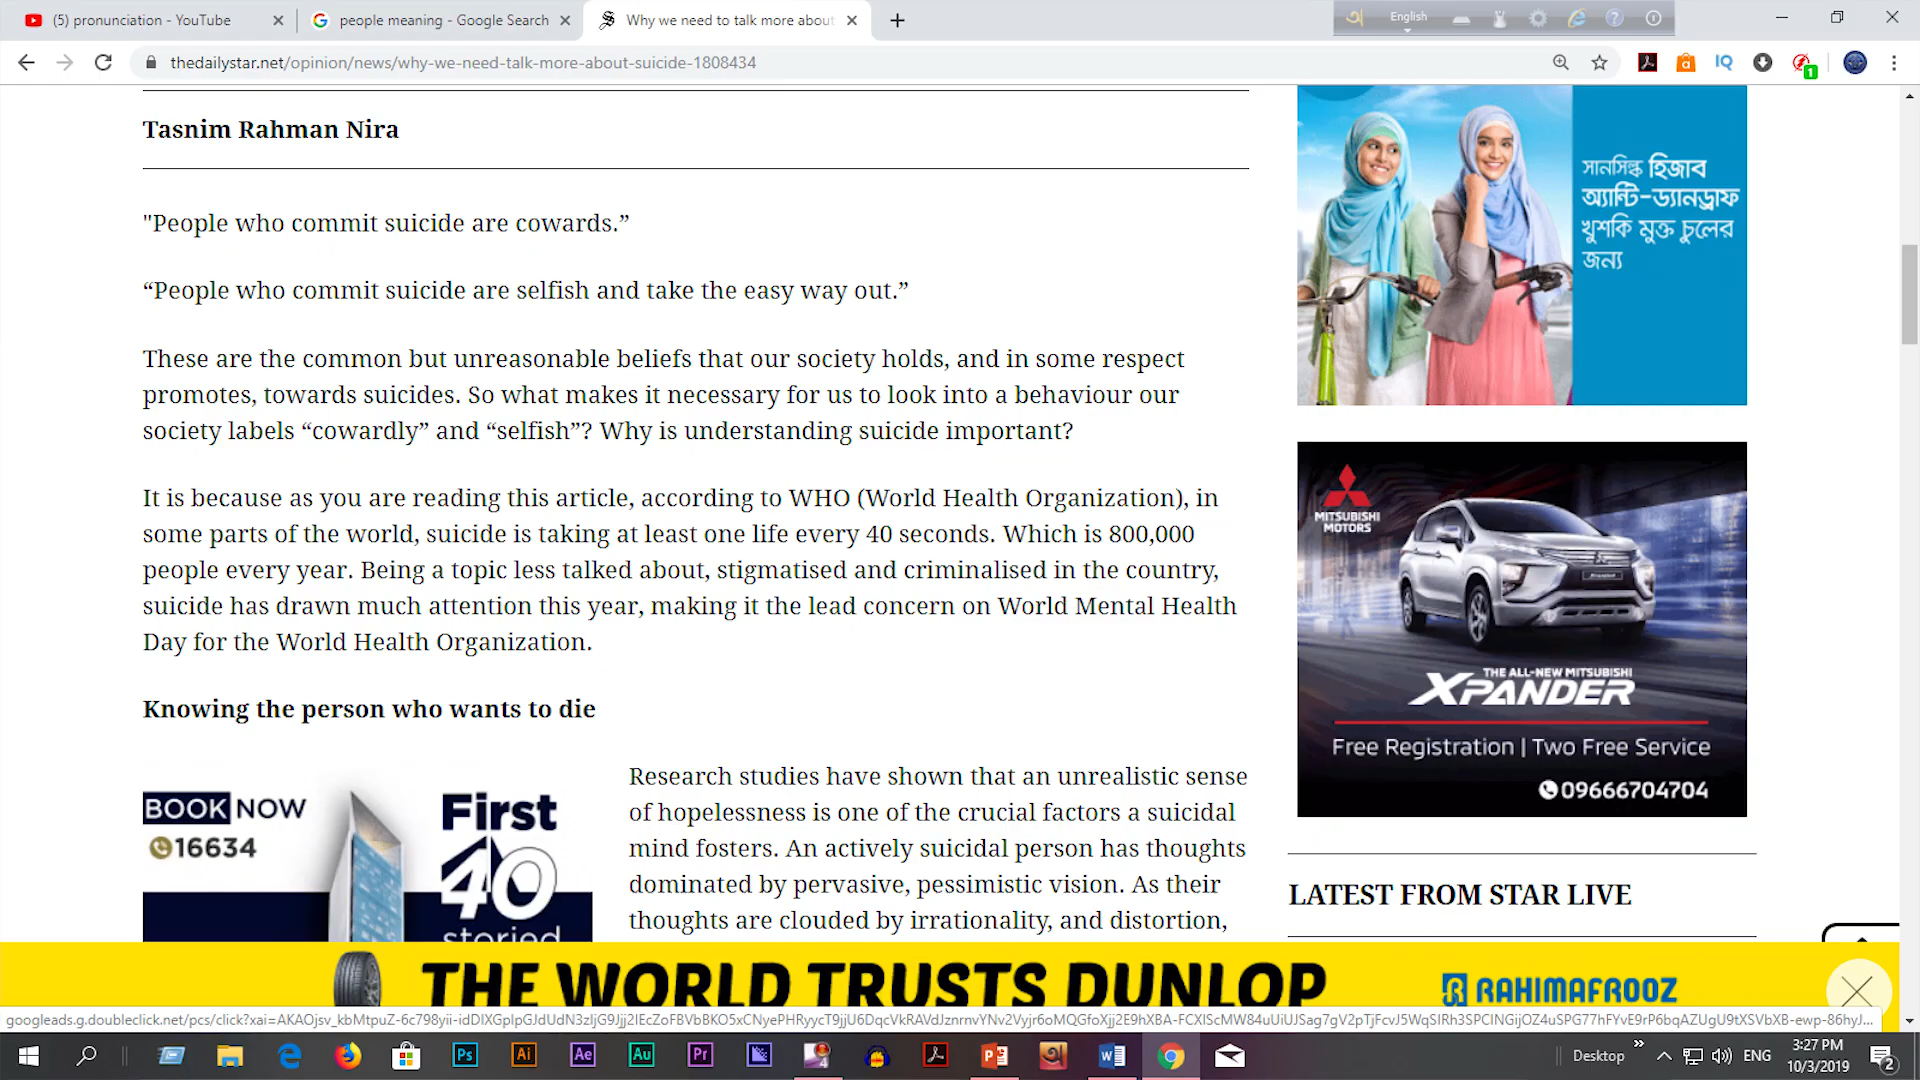 (5) pronunciation - YouTube
people meaning - Google Search
Why we need to talk more about
English
thedailystar.net/opinion/news/why-we-need-talk-more-about-suicide-1808434
Tasnim Rahman Nira
"People who commit suicide are cowards.”
“People who commit suicide are selfish and take the easy way out.”
These are the common but unreasonable beliefs that our society holds, and in some respect
promotes, towards suicides. So what makes it necessary for us to look into a behaviour our
society labels “cowardly” and “selfish”? Why is understanding suicide important?
It is because as you are reading this article, according to WHO (World Health Organization), in
some parts of the world, suicide is taking at least one life every 40 seconds. Which is 800,000
people every year. Being a topic less talked about, stigmatised and criminalised in the country,
suicide has drawn much attention this year, making it the lead concern on World Mental Health
Day for the World Health Organization.
Knowing the person who wants to die
BOOK NOW
16634
First
40
storied
Research studies have shown that an unrealistic sense
of hopelessness is one of the crucial factors a suicidal
mind fosters. An actively suicidal person has thoughts
dominated by pervasive, pessimistic vision. As their
thoughts are clouded by irrationality, and distortion,
সানসিল্ক হিজাব
অ্যান্টি-ড্যানড্রাফ
খুশকি মুক্ত চুলের
জন্য
MITSUBISHI
MOTORS
THE ALL-NEW MITSUBISHI
XPANDER
Free Registration | Two Free Service
09666704704
LATEST FROM STAR LIVE
THE WORLD TRUSTS DUNLOP
RAHIMAFROOZ
Desktop
ENG
3:27 PM
10/3/2019
2